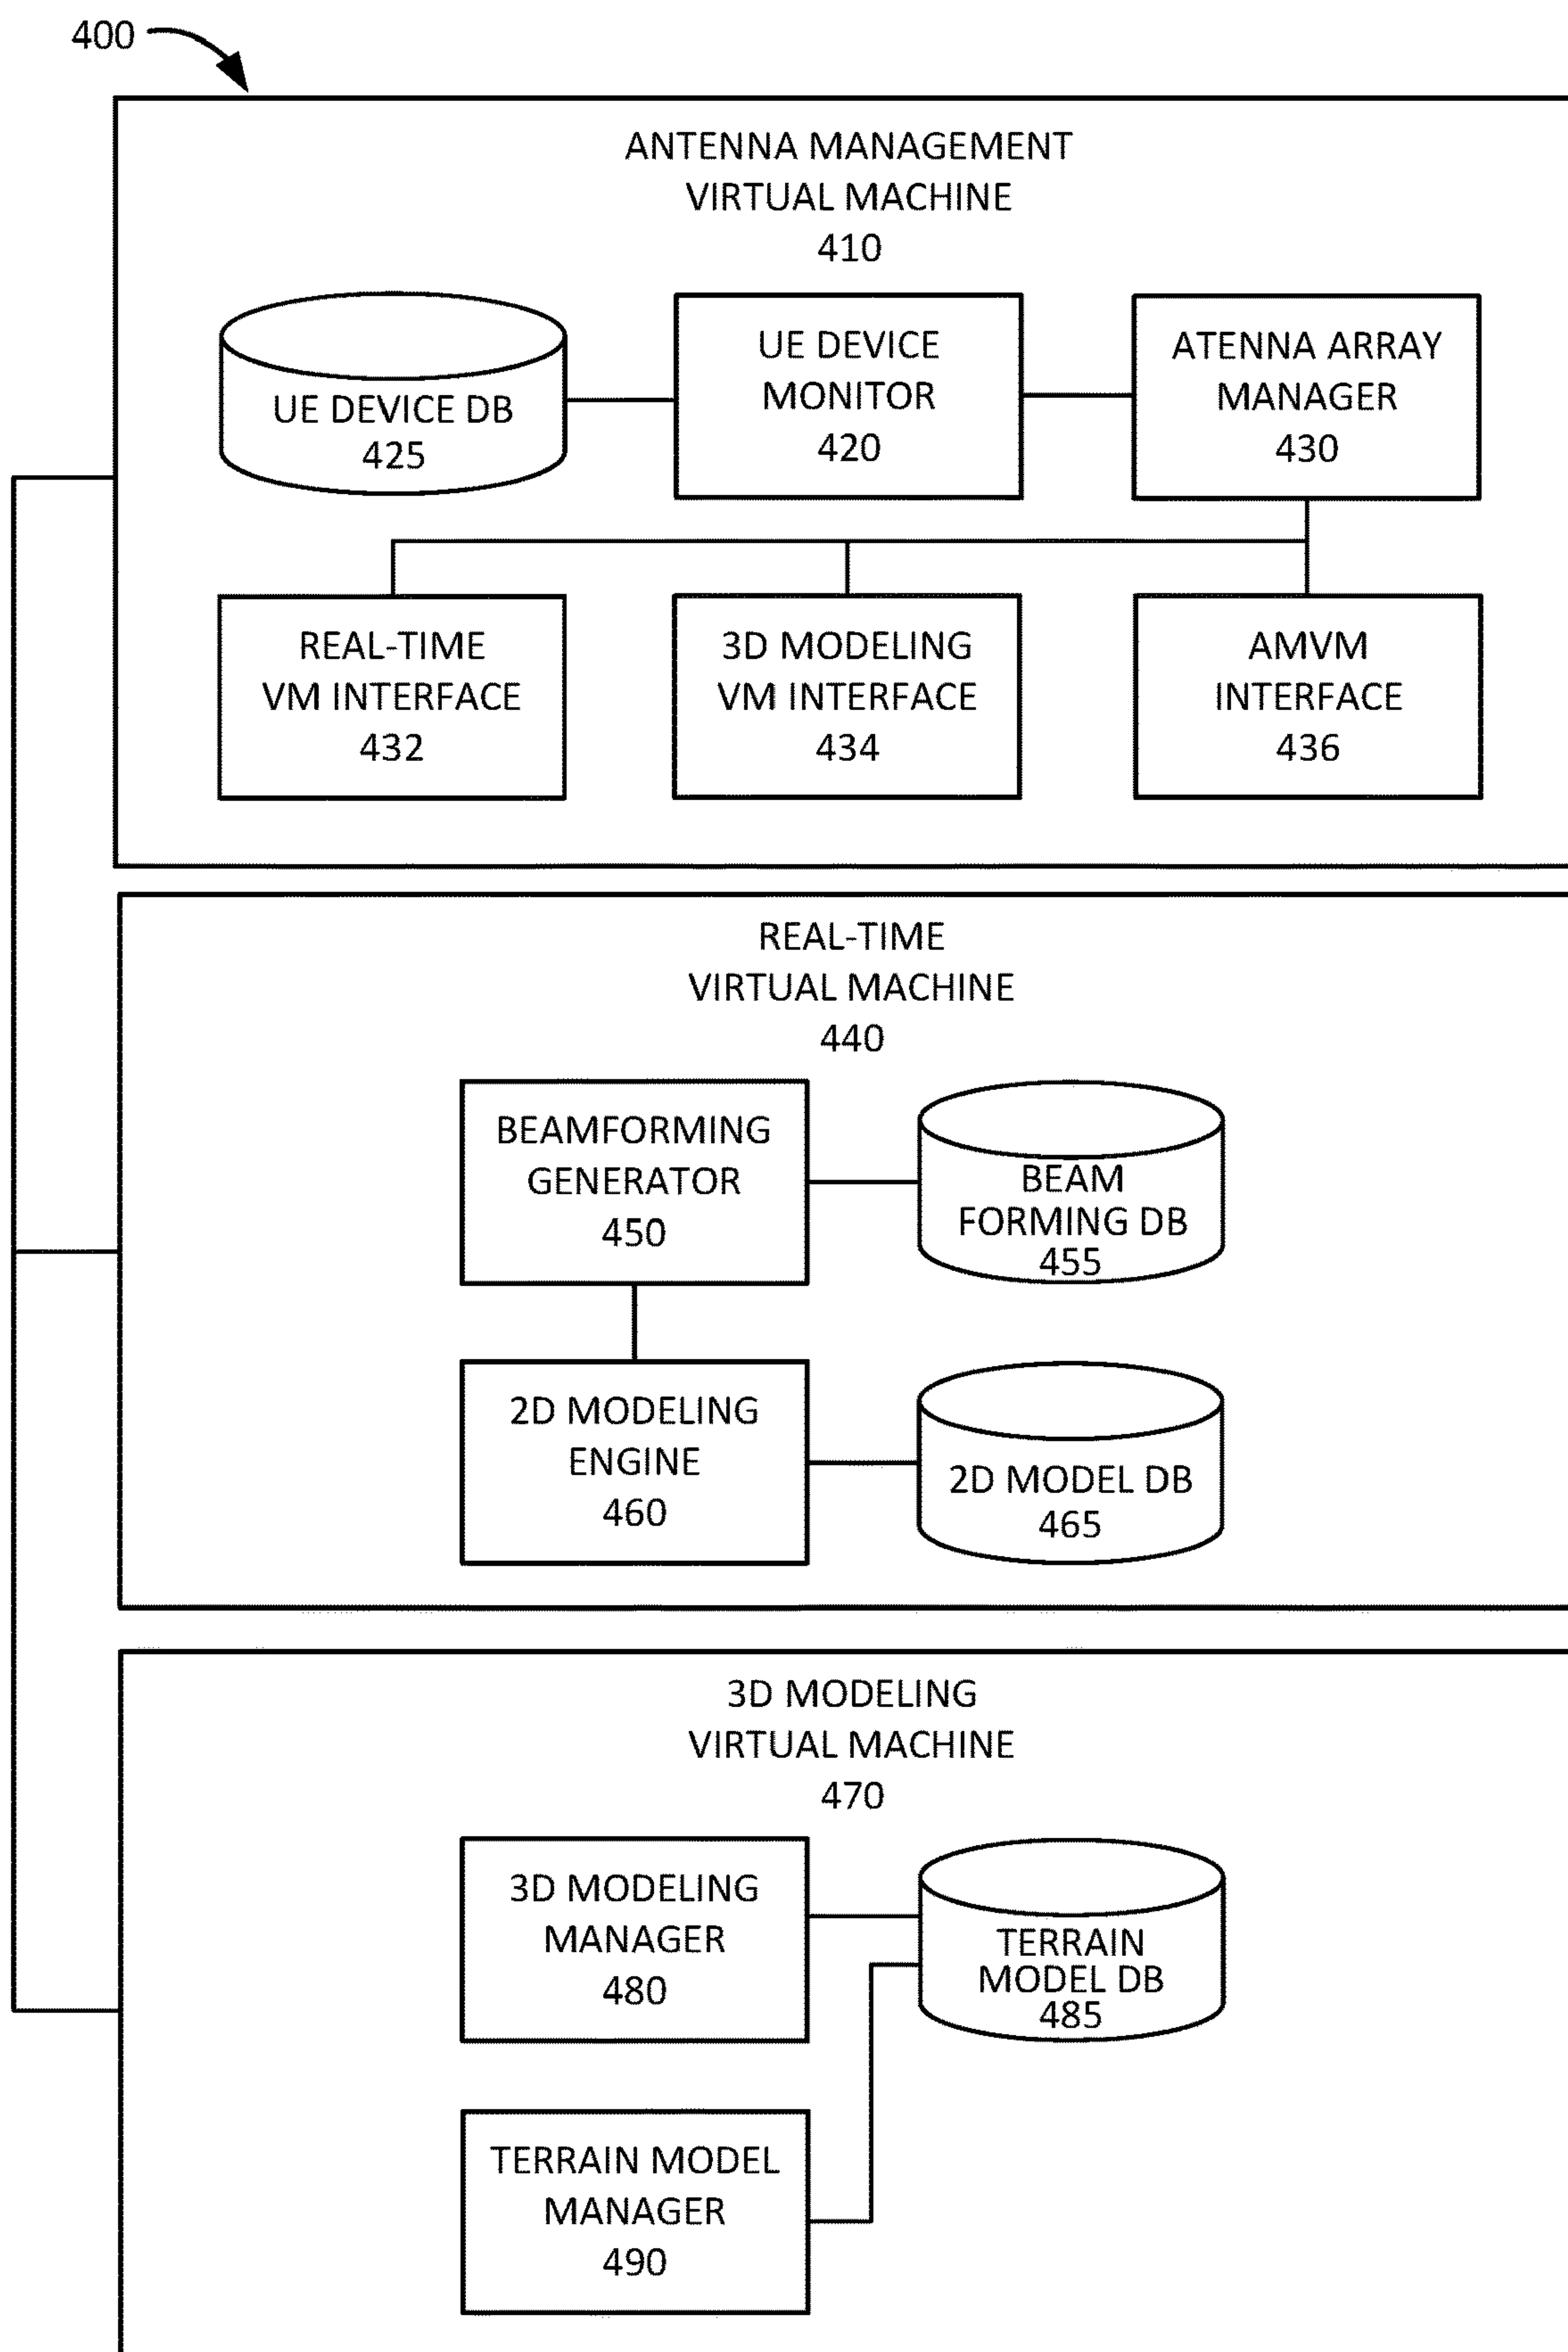 400
ANTENNA MANAGEMENT
VIRTUAL MACHINE
410
UE DEVICE DB
425
UE DEVICE
MONITOR
420
ATENNA ARRAY
MANAGER
430
REAL-TIME
VM INTERFACE
432
3D MODELING
VM INTERFACE
434
AMVM
INTERFACE
436
REAL-TIME
VIRTUAL MACHINE
440
BEAMFORMING
GENERATOR
450
BEAM
FORMING DB
455
2D MODELING
ENGINE
460
2D MODEL DB
465
3D MODELING
VIRTUAL MACHINE
470
3D MODELING
MANAGER
480
TERRAIN
MODEL DB
485
TERRAIN MODEL
MANAGER
490